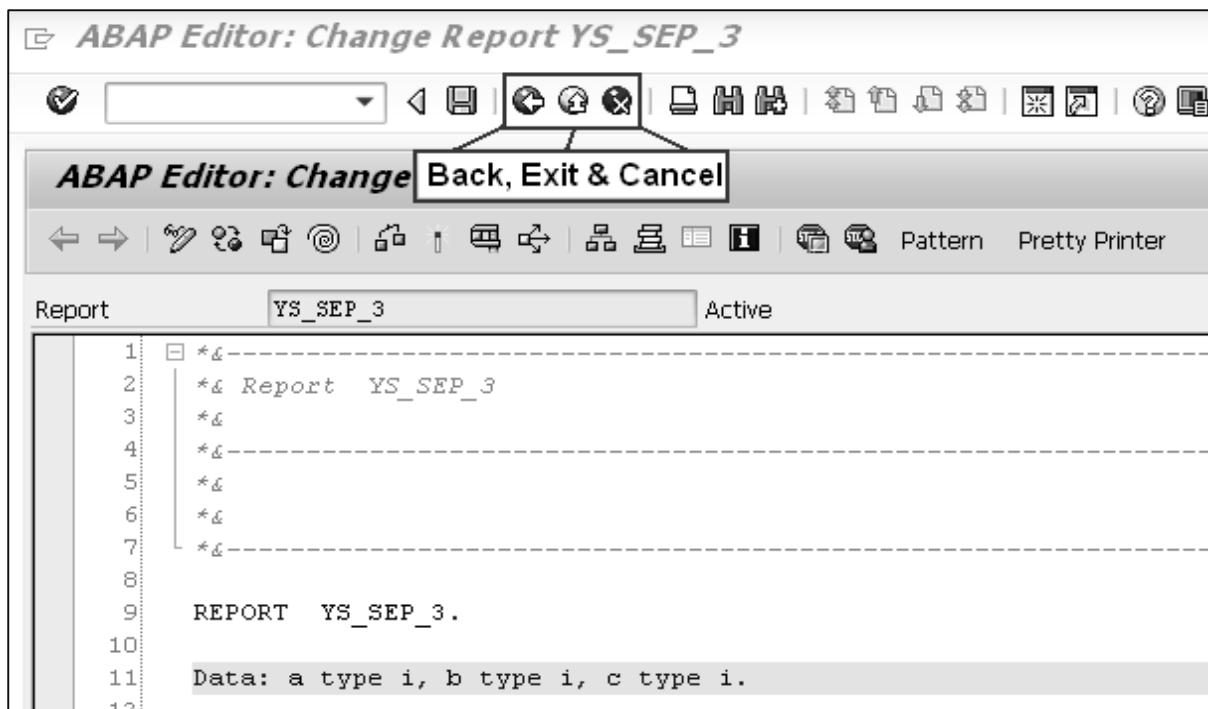 ABAP Editor: Change Report YS_SEP_3
Back, Exit & Cancel
ABAP Editor: Change
Pattern Pretty Printer
Report YS_SEP_3 Active
1 *&---------------------------------------------------------------
2 *& Report YS_SEP_3
3 *&
4 *&---------------------------------------------------------------
5 *&
6 *&
7 *&---------------------------------------------------------------
8
9 REPORT YS_SEP_3.
10
11 Data: a type i, b type i, c type i.
12